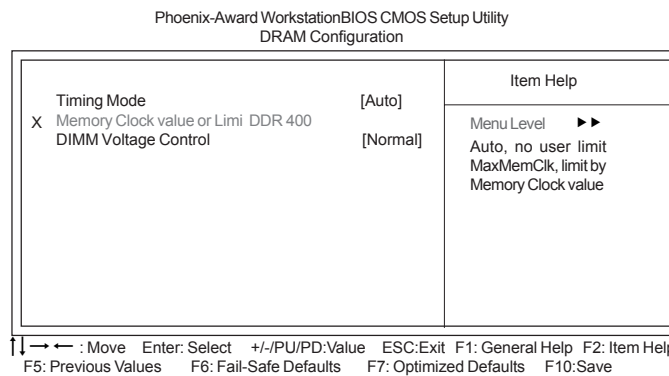 Phoenix-Award WorkstationBIOS CMOS Setup Utility
DRAM Configuration
Item Help
Timing Mode [Auto]
X Memory Clock value or Limi DDR 400
DIMM Voltage Control [Normal]
Menu Level ►►
Auto, no user limit
MaxMemClk, limit by
Memory Clock value
↑↓→← : Move Enter: Select +/-/PU/PD:Value ESC:Exit F1: General Help F2: Item Help
F5: Previous Values F6: Fail-Safe Defaults F7: Optimized Defaults F10:Save